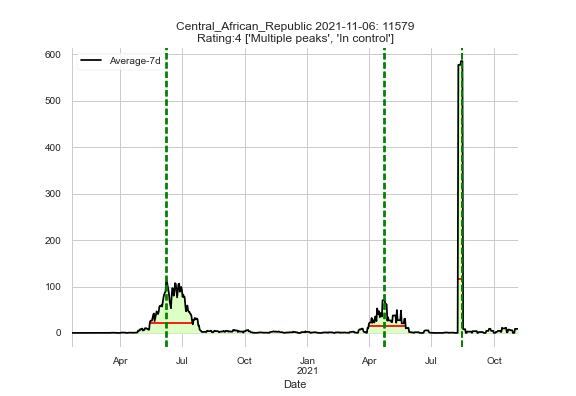 Central_African_Republic 2021-11-06: 11579
Rating:4 ['Multiple peaks', 'In control']
Average-7d
600
500
400
300
200
100
0
Apr Jul Oct Jan Apr Jul Oct
2021
Date